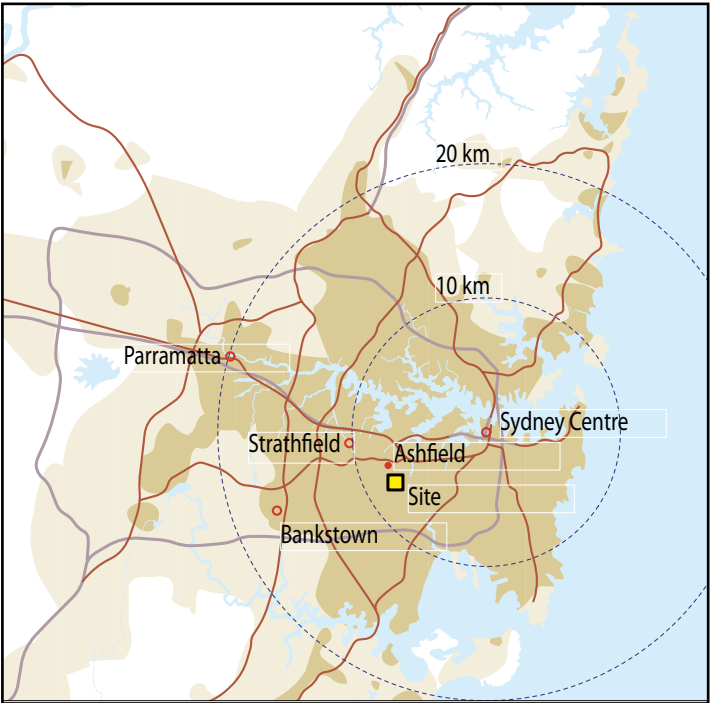 20 km
10 km
Parramatta
Sydney Centre
Strathfield
Ashfield
Site
Bankstown